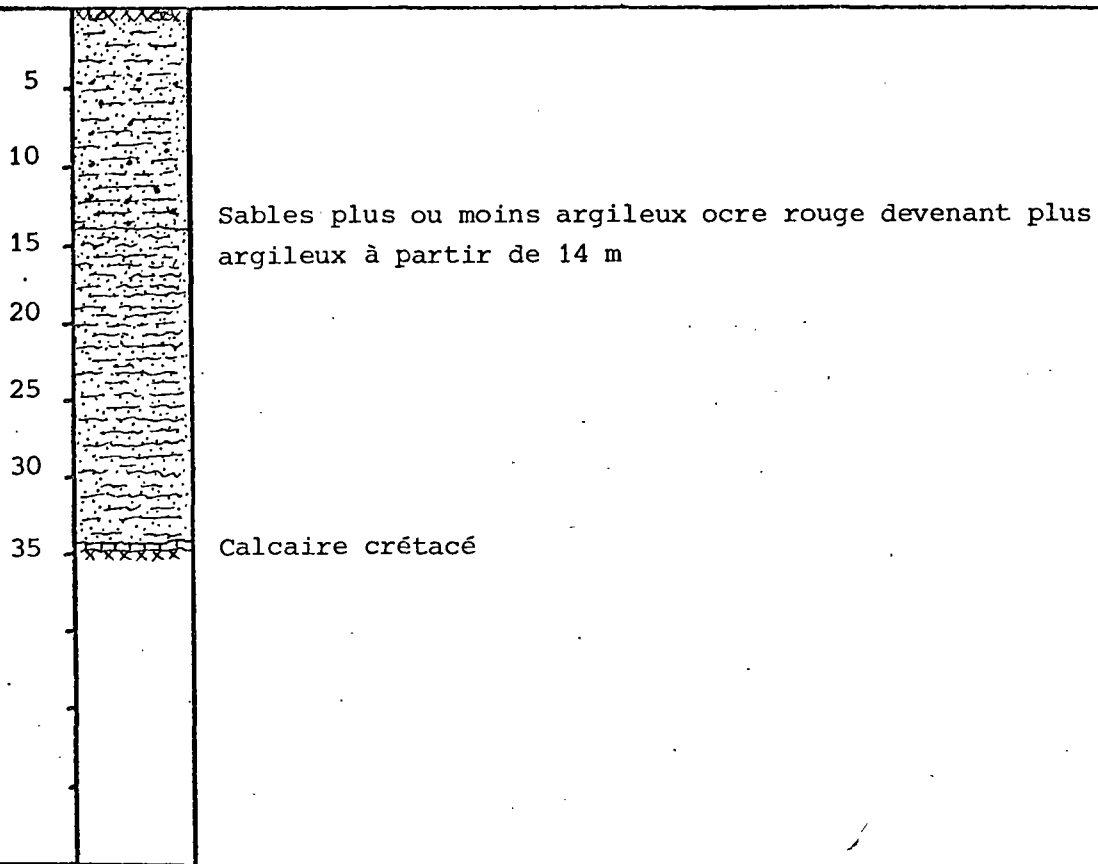 5
10
Sables plus ou moins argileux ocre rouge devenant plus
15
argileux à partir de 14 m
20
25
30
35 Calcaire crétacé